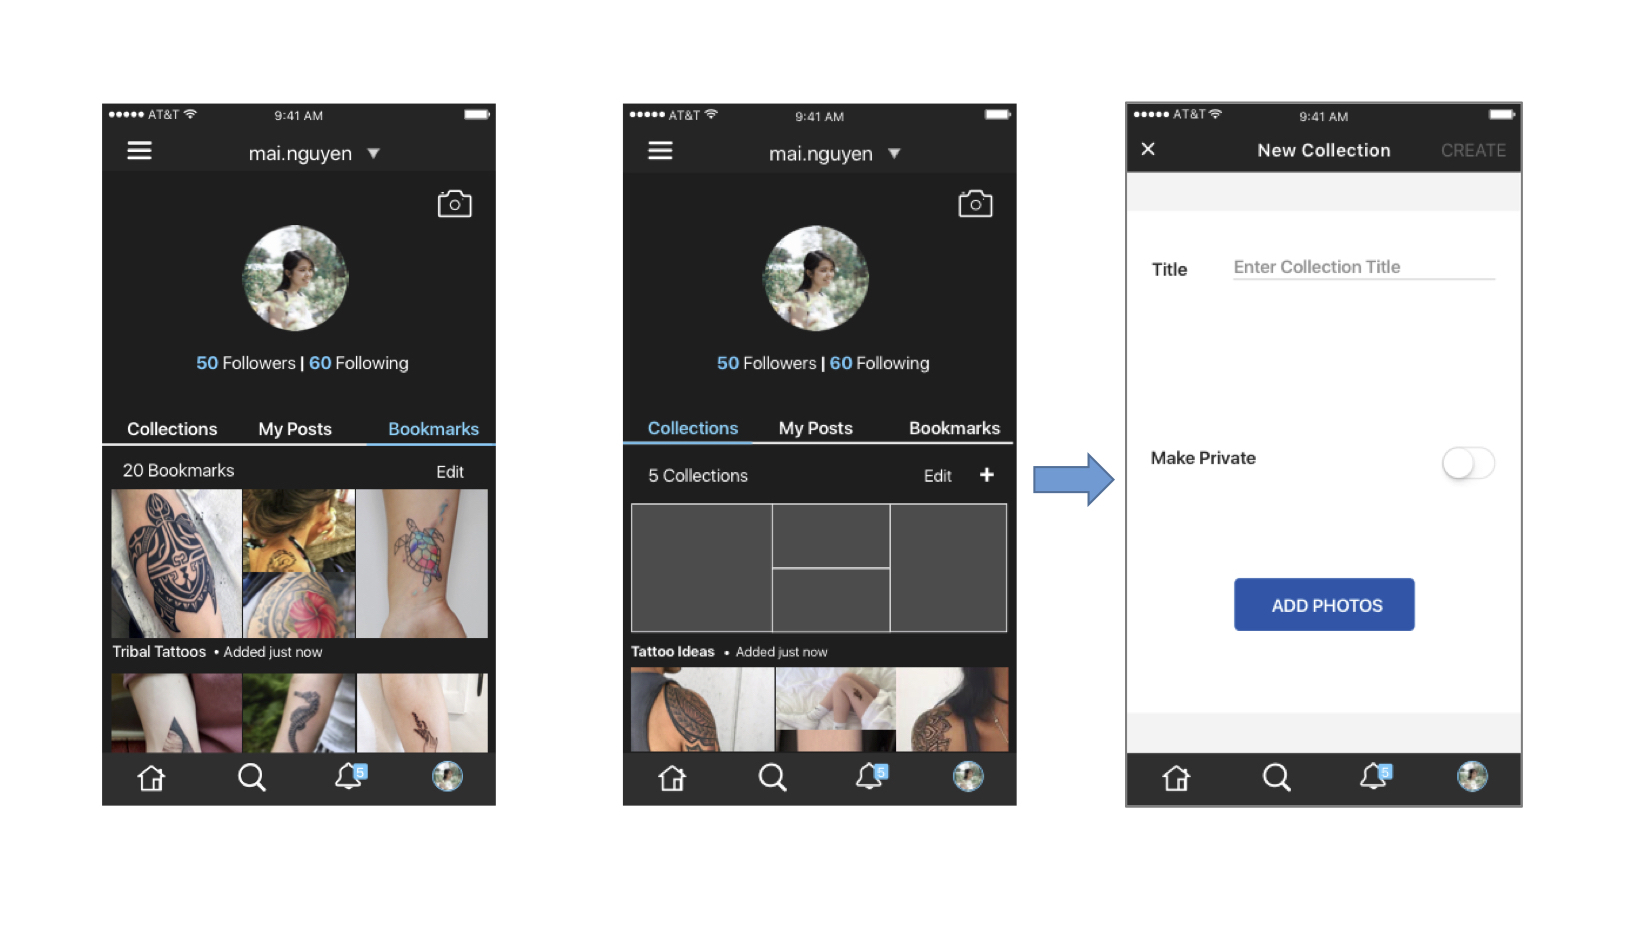 AT&T 9:41 AM
mai.nguyen
50 Followers | 60 Following
Collections My Posts Bookmarks
20 Bookmarks Edit
Tribal Tattoos • Added just now
5
AT&T 9:41 AM
mai.nguyen
50 Followers | 60 Following
Collections My Posts Bookmarks
5 Collections Edit +
Tattoo Ideas • Added just now
5
AT&T 9:41 AM
× New Collection CREATE
Title Enter Collection Title
Make Private
ADD PHOTOS
5